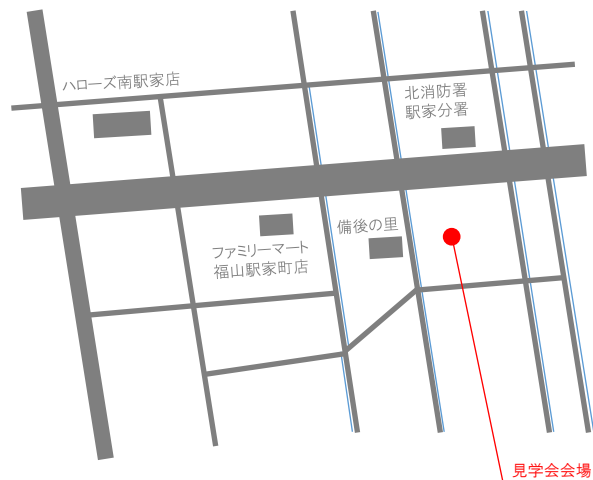 ハローズ南駅家店
北消防署
駅家分署
備後の里
ファミリーマート
福山駅家町店
見学会会場